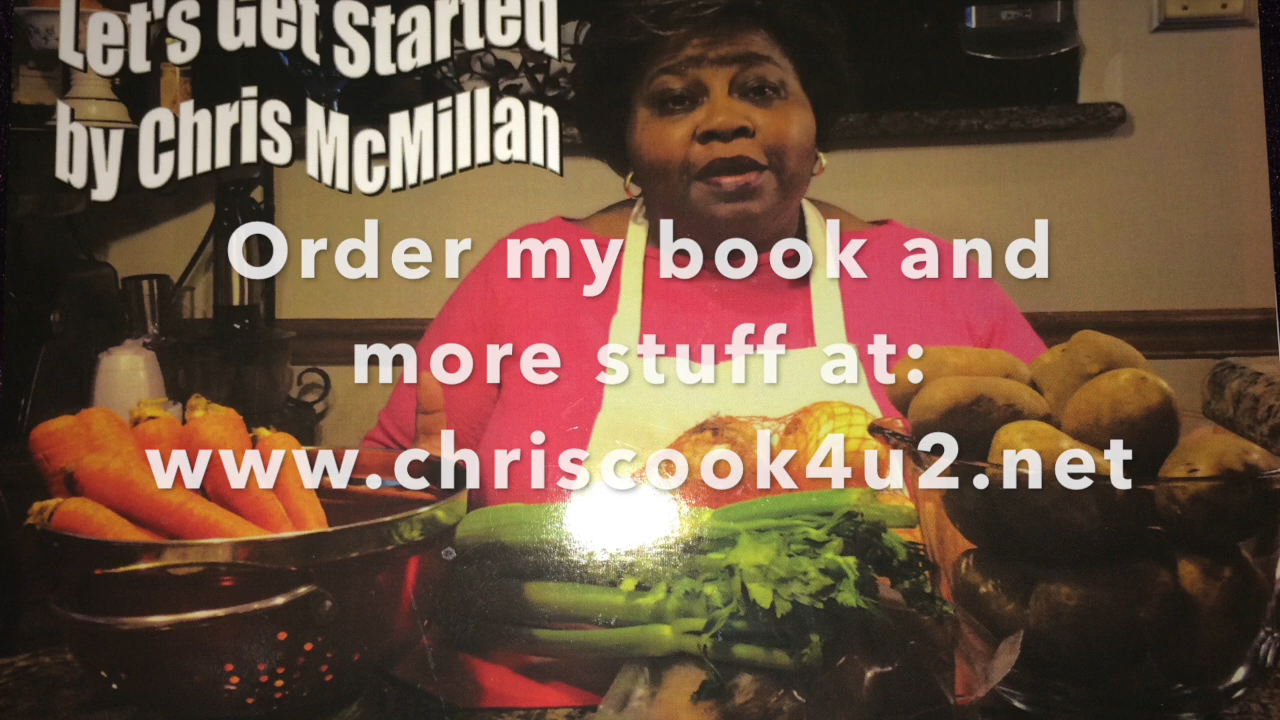 Let's Get Started
by Chris McMillan
Order my book and
more stuff at:
www.chriscook4u2.net